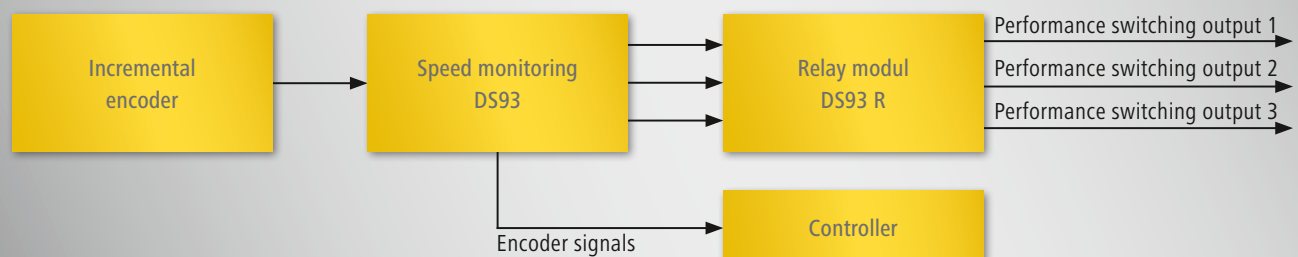 Incremental
encoder
Speed monitoring
DS93
Relay modul
DS93 R
Performance switching output 1
Performance switching output 2
Performance switching output 3
Encoder signals
Controller